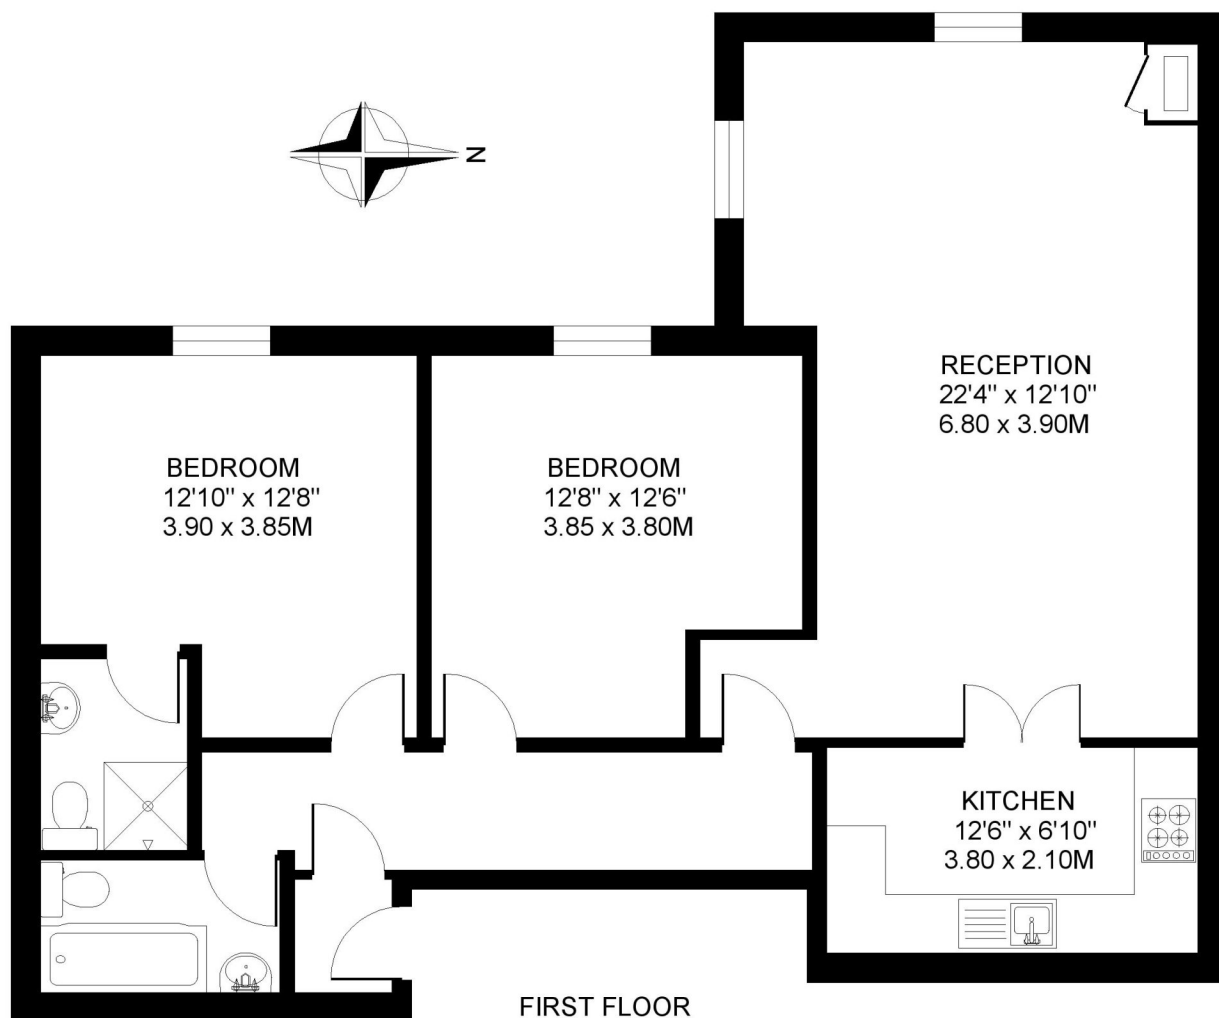 N
RECEPTION
22'4" x 12'10"
6.80 x 3.90M
BEDROOM
12'10" x 12'8"
3.90 x 3.85M
BEDROOM
12'8" x 12'6"
3.85 x 3.80M
KITCHEN
12'6" x 6'10"
3.80 x 2.10M
FIRST FLOOR